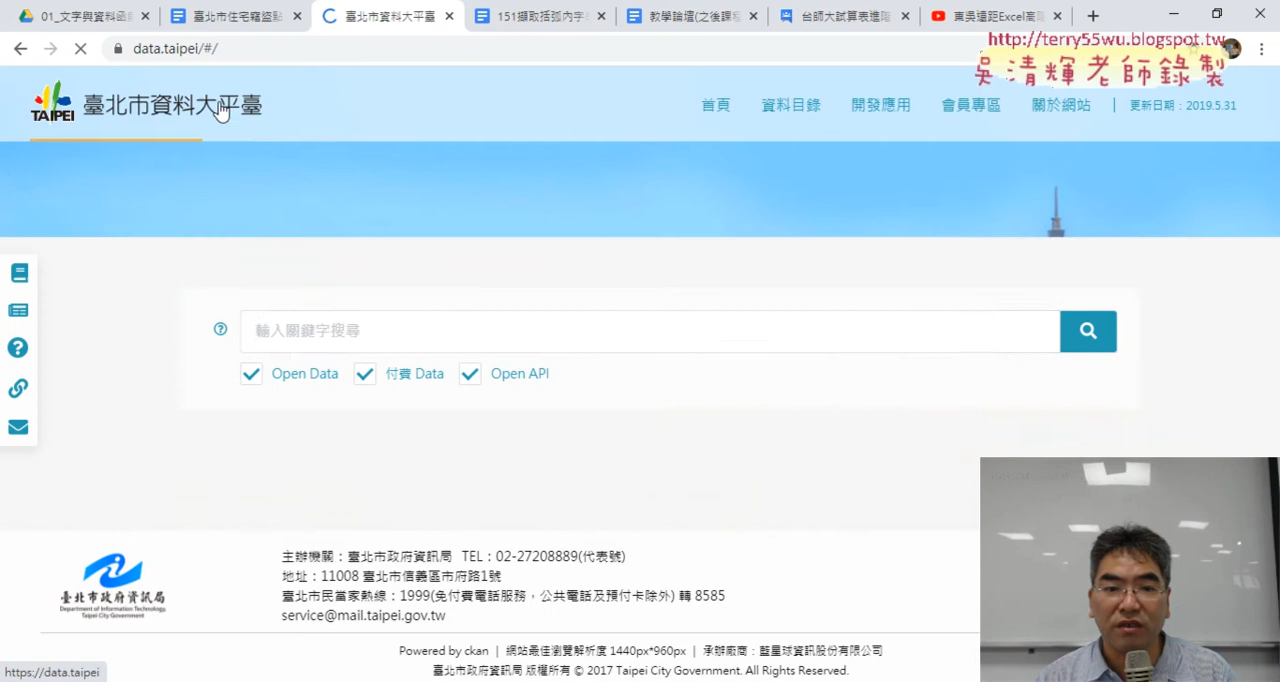 01_文字與資料函
臺北市住宅竊盜點
臺北市資料大平臺
151擷取括弧內字
教學論壇(之後課程
台師大試算表進階
東吳遠距Excel案
data.taipei/#/
http://terry55wu.blogspot.tw
吳清輝老師錄製
TAIPEI
臺北市資料大平臺
首頁
資料目錄
開發應用
會員專區
關於網站
更新日期：2019.5.31
輸入關鍵字搜尋
Open Data
付費 Data
Open API
臺北市政府資訊局
Department of Information Technology,
Taipei City Government
主辦機關：臺北市政府資訊局 TEL：02-27208889(代表號)
地址：11008 臺北市信義區市府路1號
臺北市民當家熱線：1999(免付費電話服務，公共電話及預付卡除外) 轉 8585
service@mail.taipei.gov.tw
Powered by ckan | 網站最佳瀏覽解析度 1440px*960px | 承辦廠商：藍星球資訊股份有限公司
臺北市政府資訊局 版權所有 © 2017 Taipei City Government. All Rights Reserved.
https://data.taipei